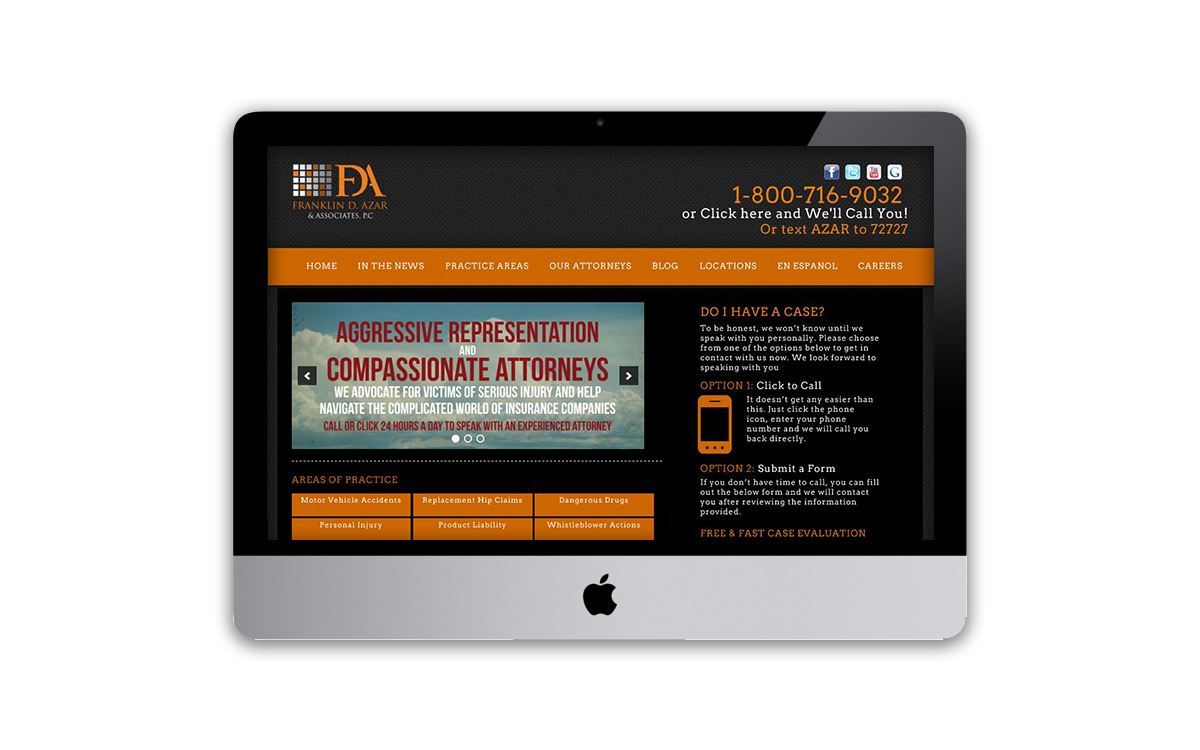 FDA
FRANKLIN D. AZAR
& ASSOCIATES, P.C
1-800-716-9032
or Click here and We'll Call You!
Or text AZAR to 72727
HOME IN THE NEWS PRACTICE AREAS OUR ATTORNEYS BLOG LOCATIONS EN ESPANOL CAREERS
AGGRESSIVE REPRESENTATION
AND
COMPASSIONATE ATTORNEYS
WE ADVOCATE FOR VICTIMS OF SERIOUS INJURY AND HELP
NAVIGATE THE COMPLICATED WORLD OF INSURANCE COMPANIES
CALL OR CLICK 24 HOURS A DAY TO SPEAK WITH AN EXPERIENCED ATTORNEY
AREAS OF PRACTICE
Motor Vehicle Accidents Replacement Hip Claims Dangerous Drugs
Personal Injury Product Liability Whistleblower Actions
DO I HAVE A CASE?
To be honest, we won't know until we
speak with you personally. Please choose
from one of the options below to get in
contact with us now. We look forward to
speaking with you
OPTION 1: Click to Call
It doesn't get any easier than
this. Just click the phone
icon, enter your phone
number and we will call you
back directly.
OPTION 2: Submit a Form
If you don't have time to call, you can fill
out the below form and we will contact
you after reviewing the information
provided.
FREE & FAST CASE EVALUATION